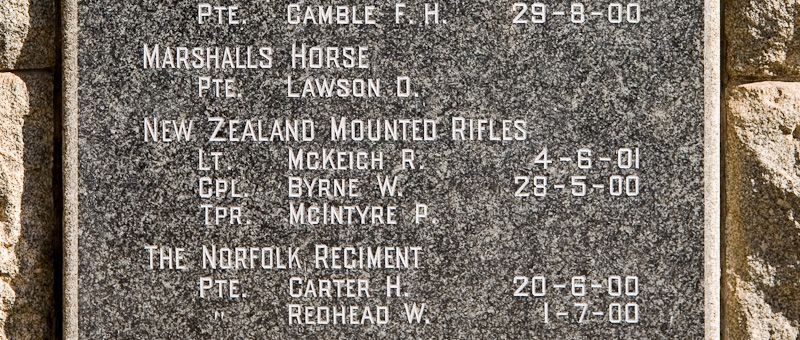 PTE. GAMBLE F. H. 29-8-00
MARSHALLS HORSE
PTE. LAWSON D.
NEW ZEALAND MOUNTED RIFLES
LT. MCKEICH R. 4-6-01
CPL. BYRNE W. 29-5-00
TPR. MCINTYRE P.
THE NORFOLK REGIMENT
PTE. CARTER H. 20-6-00
" REDHEAD W. 1-7-00